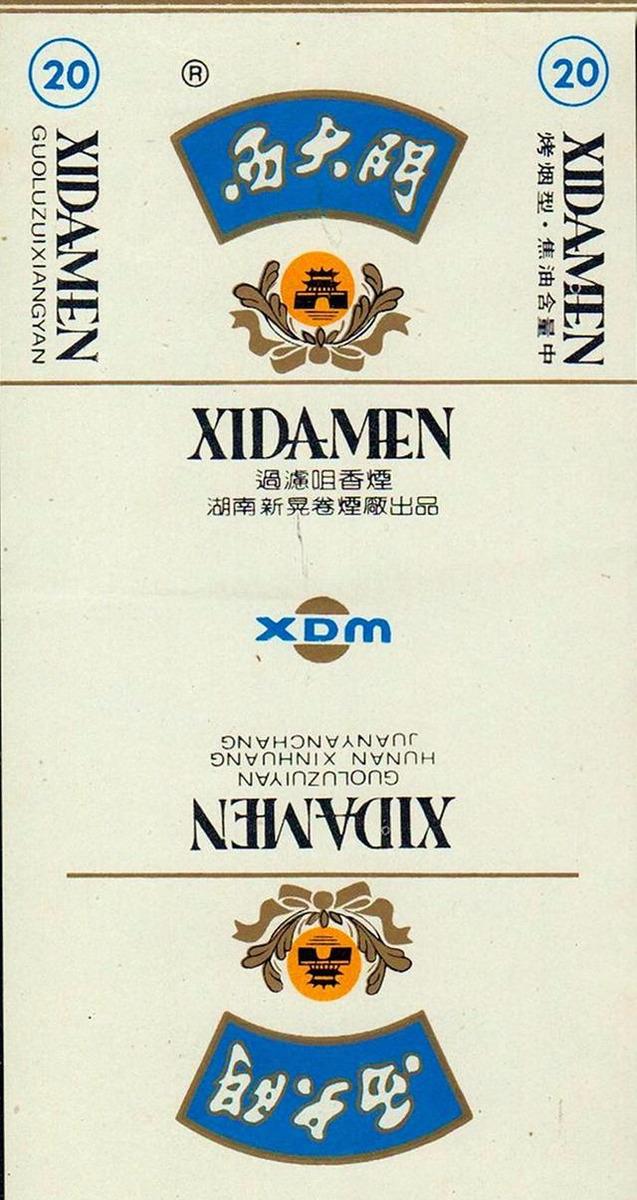 20
XIDAMEN
GUOLUZUIXIANGYAN
®
西大門
20
XIDAMEN
烤烟型·焦油含量中
XIDAMEN
過濾咀香煙
湖南新晃卷煙廠出品
XDM
XIDAMEN
GUOLUZUIYAN
HUNAN XINHUANG
JUANYANCHANG
西大門